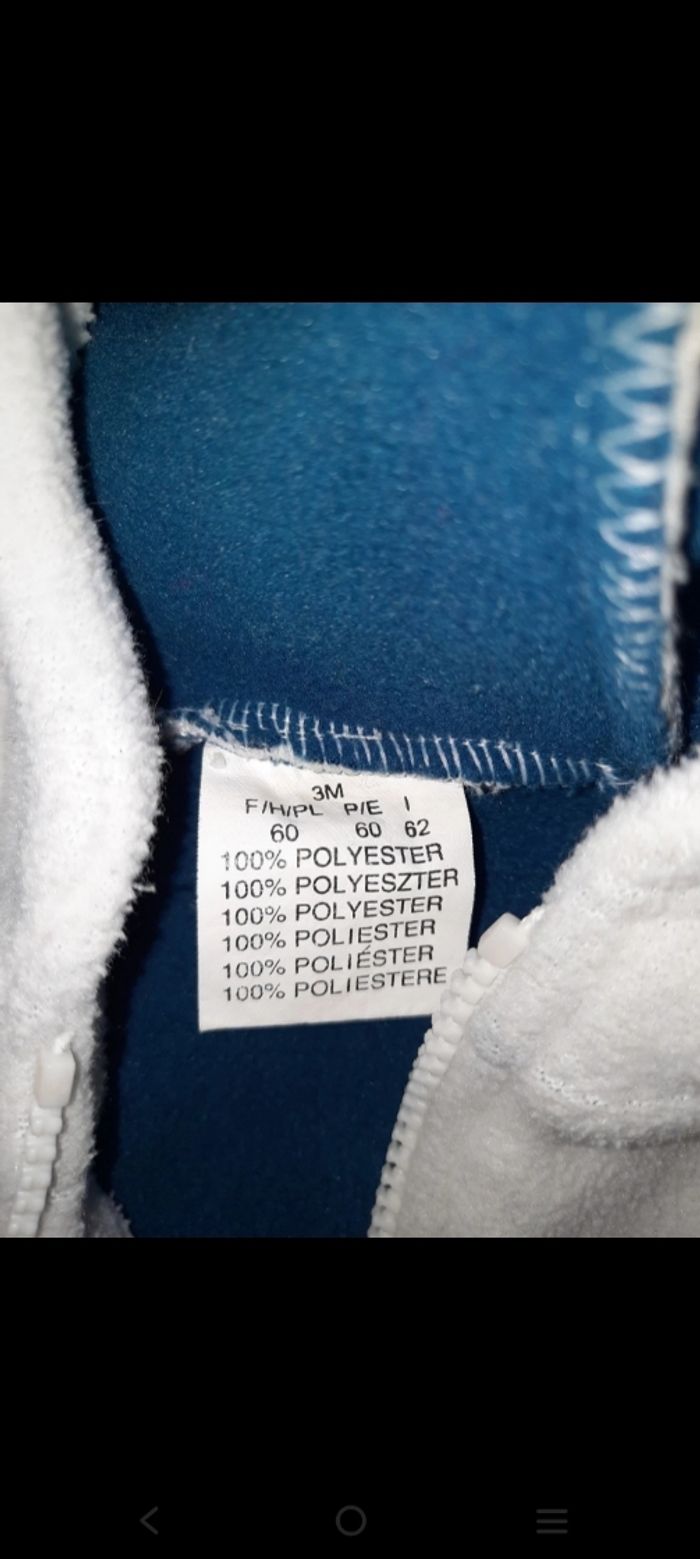 3M
F/H/PL P/E I
60 60 62
100% POLYESTER
100% POLYESZTER
100% POLYESTER
100% POLIESTER
100% POLIÉSTER
100% POLIESTERE